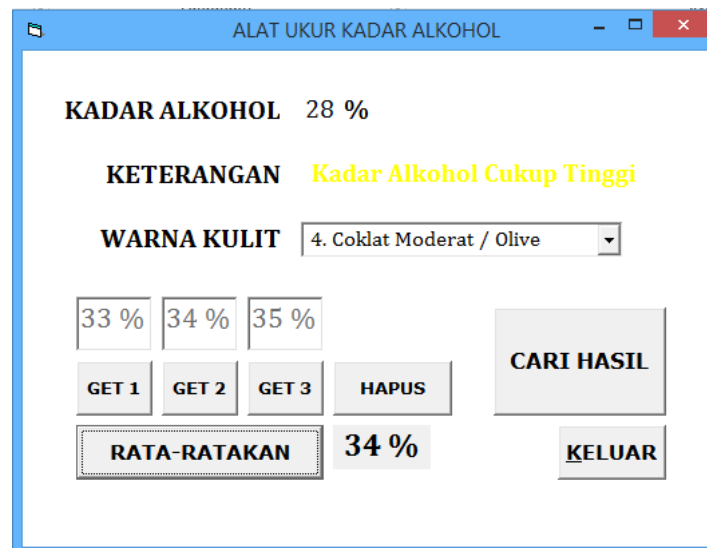 ALAT UKUR KADAR ALKOHOL
KADAR ALKOHOL 28 %
KETERANGAN Kadar Alkohol Cukup Tinggi
WARNA KULIT 4. Coklat Moderat / Olive
33 % 34 % 35 %
CARI HASIL
GET 1 GET 2 GET 3 HAPUS
RATA-RATAKAN 34 % KELUAR